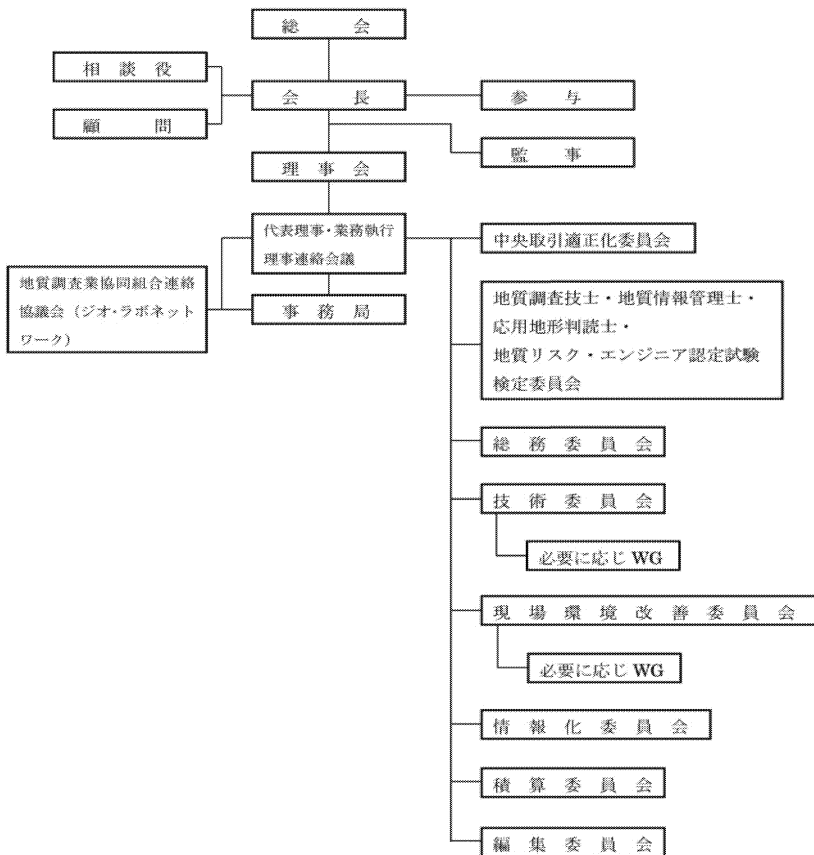 総会
相談役
会長
参与
顧問
監事
理事会
代表理事・業務執行
理事連絡会議
中央取引適正化委員会
地質調査業協同組合連絡
協議会（ジオ・ラボネット
ワーク）
事務局
地質調査技士・地質情報管理士・
応用地形判読士・
地質リスク・エンジニア認定試験
検定委員会
総務委員会
技術委員会
必要に応じ WG
現場環境改善委員会
必要に応じ WG
情報化委員会
積算委員会
編集委員会